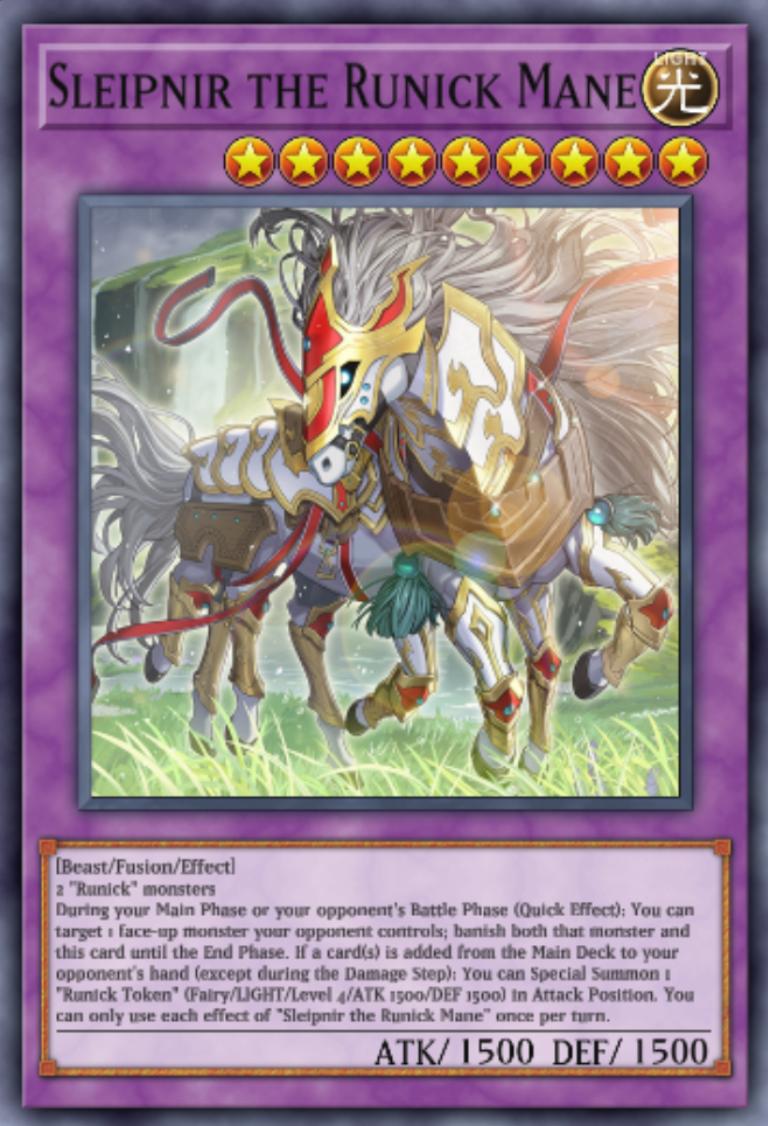 SLEIPNIR THE RUNICK MANE
LIGHT
光
[Beast/Fusion/Effect]
2 "Runick" monsters
During your Main Phase or your opponent's Battle Phase (Quick Effect): You can
target 1 face-up monster your opponent controls; banish both that monster and
this card until the End Phase. If a card(s) is added from the Main Deck to your
opponent's hand (except during the Damage Step): You can Special Summon 1
"Runick Token" (Fairy/LIGHT/Level 4/ATK 1500/DEF 1500) in Attack Position. You
can only use each effect of "Sleipnir the Runick Mane" once per turn.
ATK/ 1500 DEF/ 1500